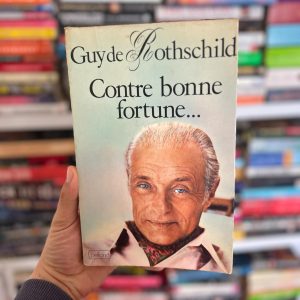 Guy de Rothschild
Contre bonne
fortune...